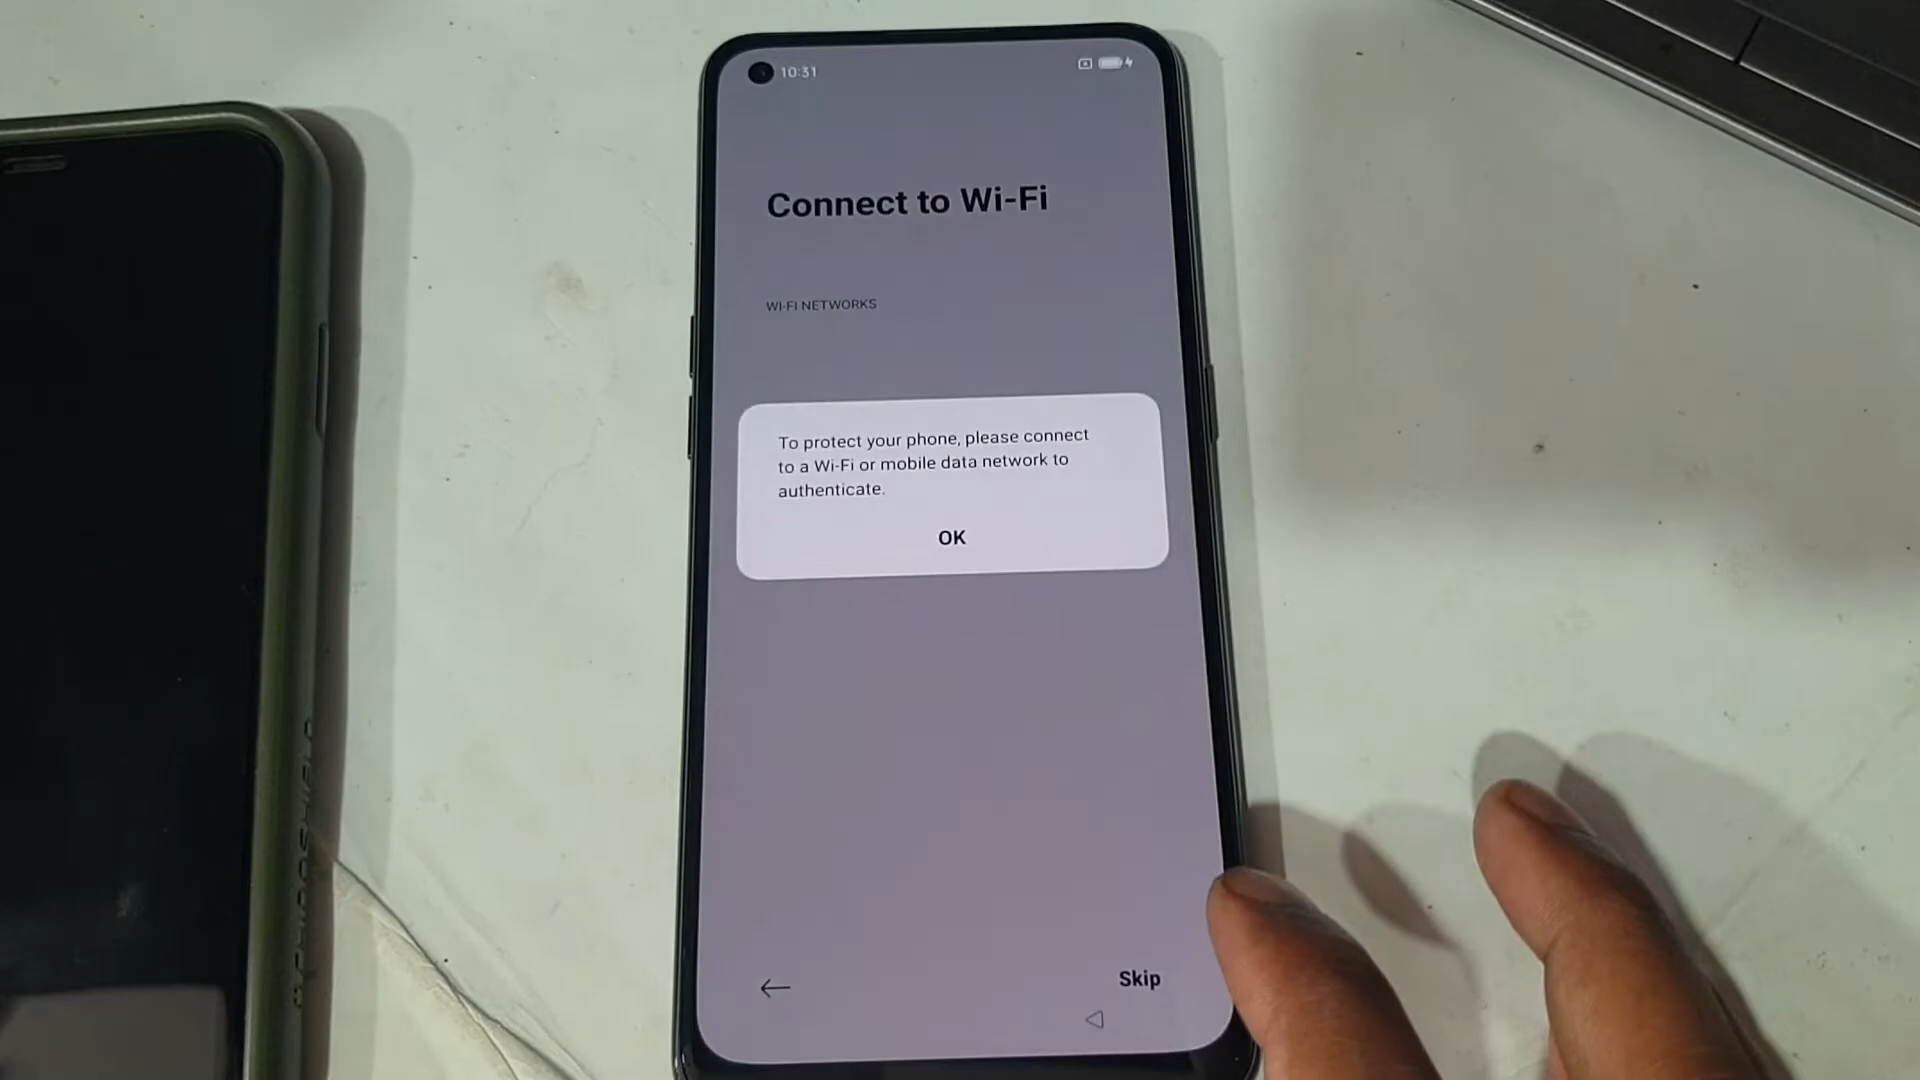 10:31
Connect to Wi-Fi
WI-FI NETWORKS
To protect your phone, please connect
to a Wi-Fi or mobile data network to
authenticate.
OK
Skip